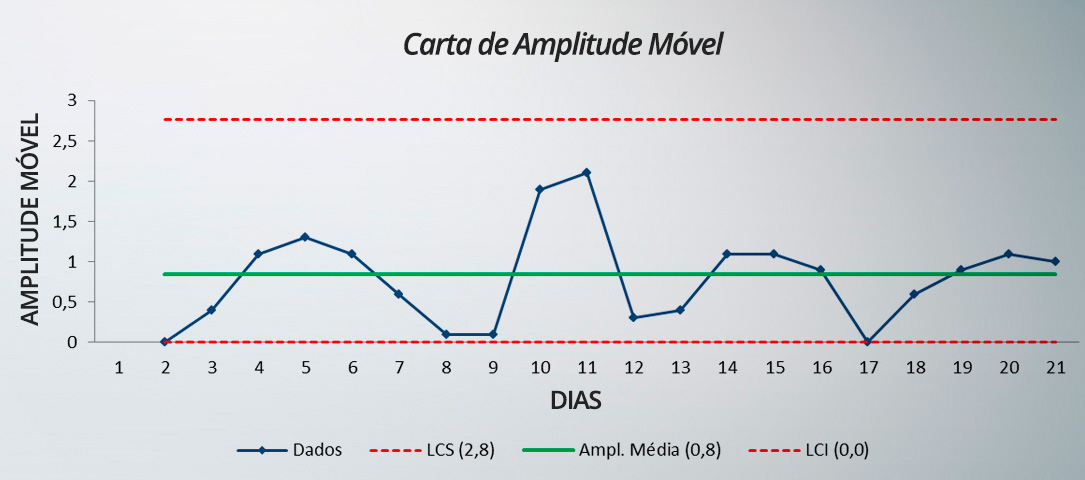 Carta de Amplitude Móvel
AMPLITUDE MÓVEL
3
2,5
2
1,5
1
0,5
0
1 2 3 4 5 6 7 8 9 10 11 12 13 14 15 16 17 18 19 20 21
DIAS
Dados LCS (2,8) Ampl. Média (0,8) LCI (0,0)